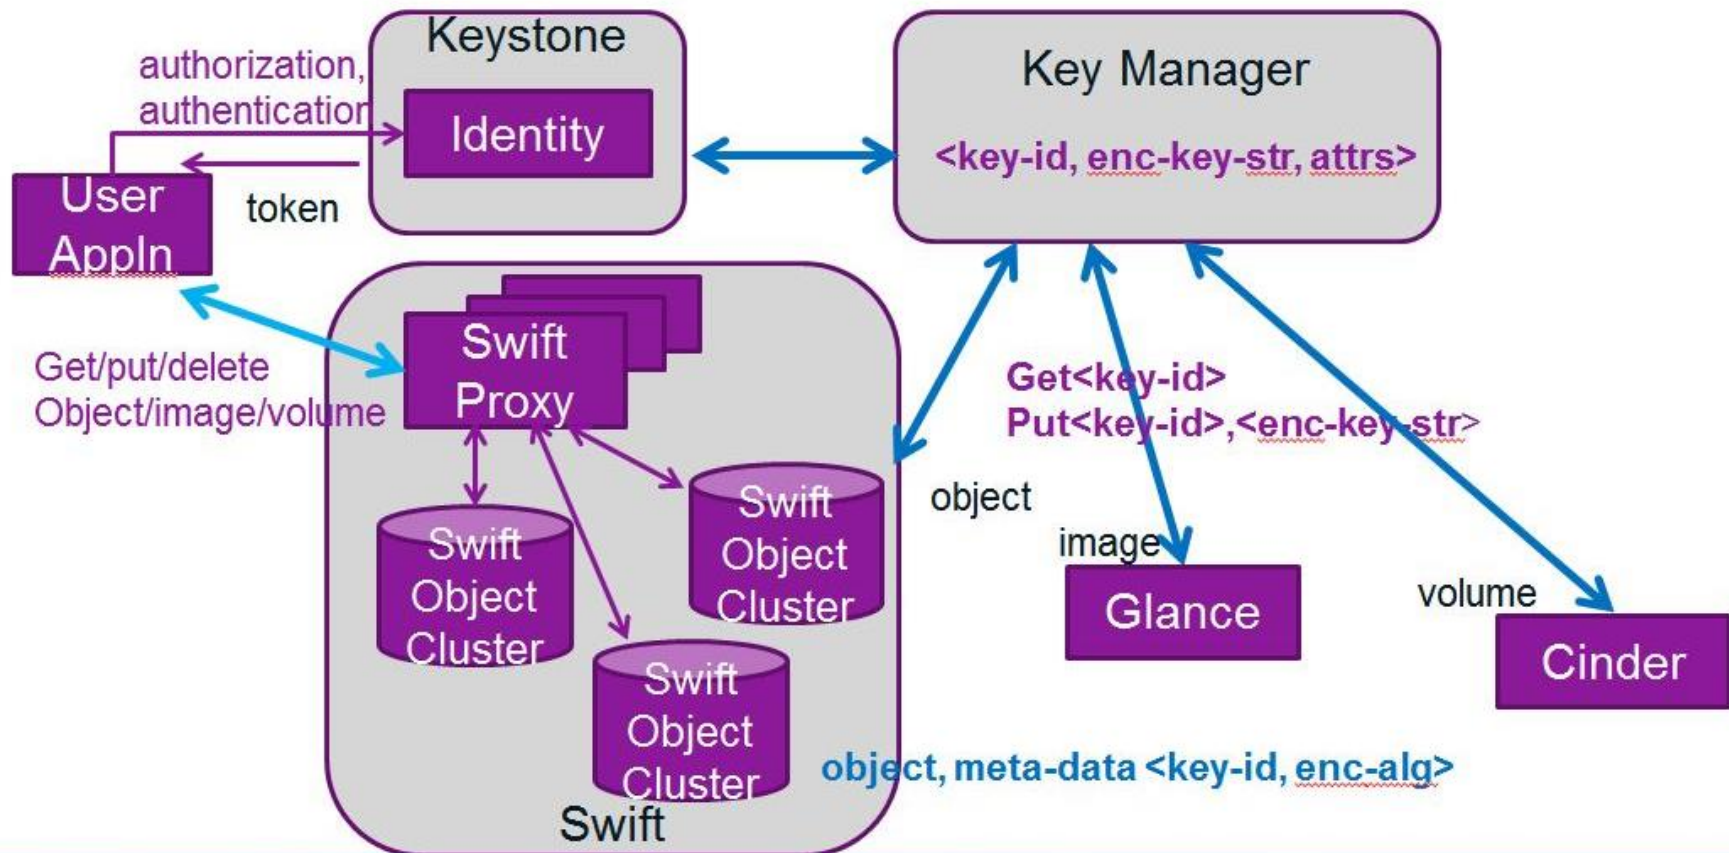 Keystone
authorization,
authentication
Identity
Key Manager
<key-id, enc-key-str, attrs>
User
Appln
token
Swift
Proxy
Get/put/delete
Object/image/volume
Get<key-id>
Put<key-id>,<enc-key-str>
Swift
Object
Cluster
Swift
Object
Cluster
Swift
Object
Cluster
object
image
Glance
volume
Cinder
object, meta-data <key-id, enc-alg>
Swift